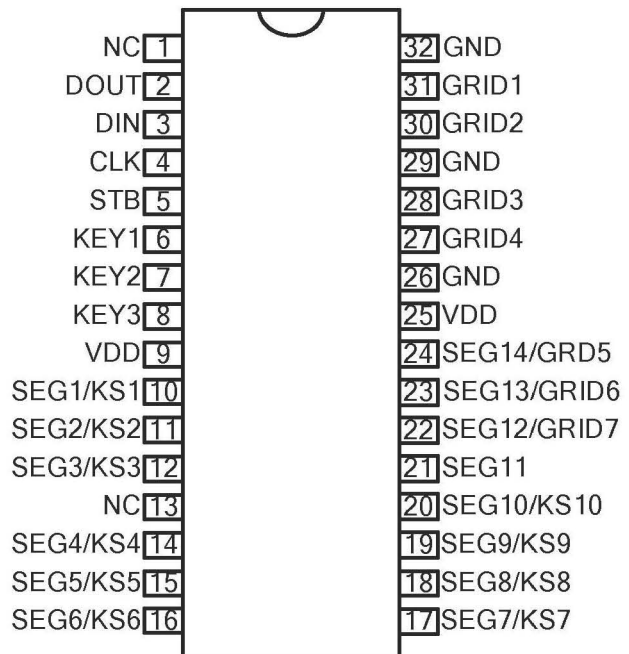 NC 1
DOUT 2
DIN 3
CLK 4
STB 5
KEY1 6
KEY2 7
KEY3 8
VDD 9
SEG1/KS1 10
SEG2/KS2 11
SEG3/KS3 12
NC 13
SEG4/KS4 14
SEG5/KS5 15
SEG6/KS6 16
32 GND
31 GRID1
30 GRID2
29 GND
28 GRID3
27 GRID4
26 GND
25 VDD
24 SEG14/GRD5
23 SEG13/GRID6
22 SEG12/GRID7
21 SEG11
20 SEG10/KS10
19 SEG9/KS9
18 SEG8/KS8
17 SEG7/KS7